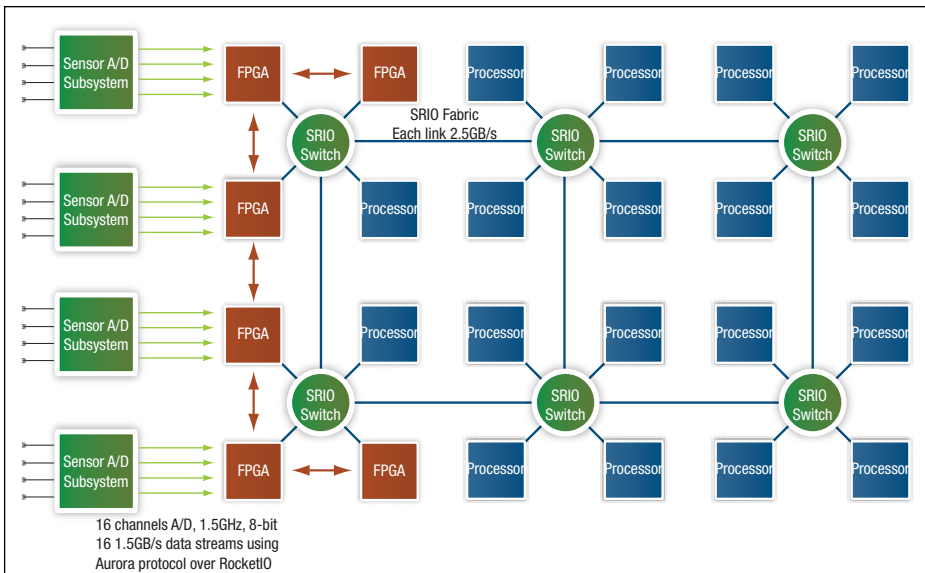 Sensor A/D
Subsystem
FPGA
FPGA
Processor
Processor
Processor
Processor
SRIO Fabric
Each link 2.5GB/s
SRIO
Switch
SRIO
Switch
SRIO
Switch
Sensor A/D
Subsystem
FPGA
Processor
Processor
Processor
Processor
Processor
Sensor A/D
Subsystem
FPGA
Processor
Processor
Processor
Processor
Processor
SRIO
Switch
SRIO
Switch
SRIO
Switch
Sensor A/D
Subsystem
FPGA
FPGA
Processor
Processor
Processor
Processor
16 channels A/D, 1.5GHz, 8-bit
16 1.5GB/s data streams using
Aurora protocol over RocketIO